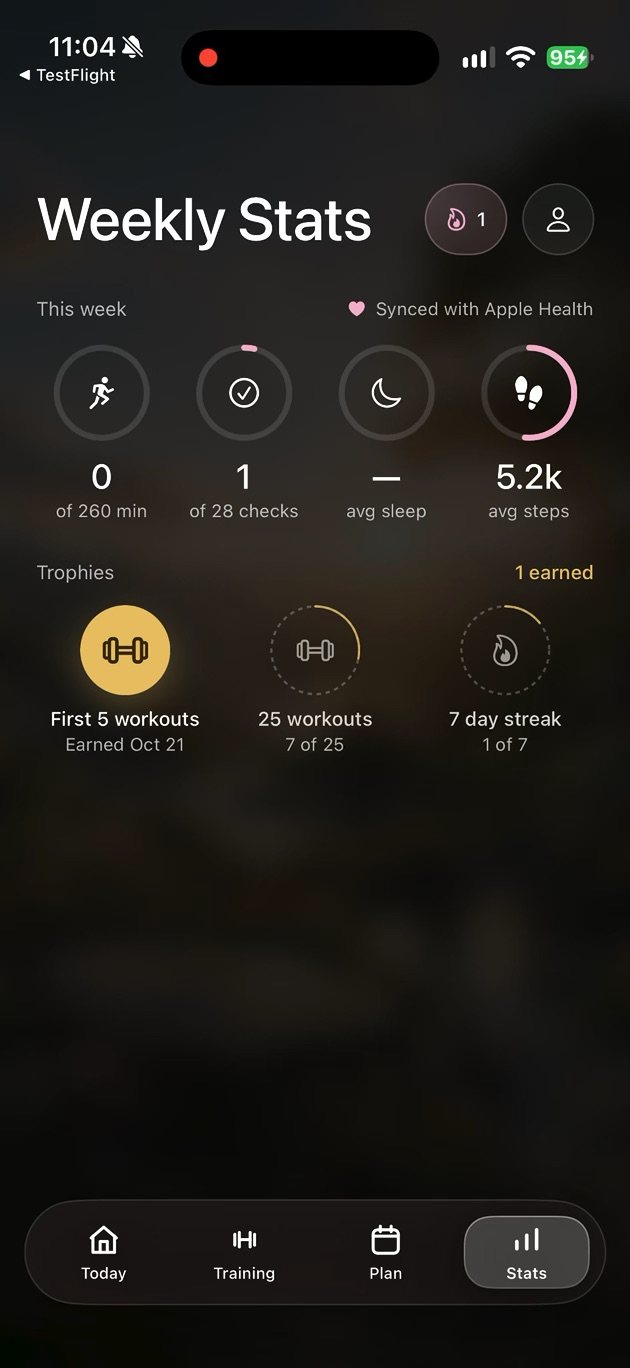 11:04
95
◀ TestFlight
Weekly Stats
1
This week
Synced with Apple Health
0
1
—
5.2k
of 260 min
of 28 checks
avg sleep
avg steps
Trophies
1 earned
First 5 workouts
25 workouts
7 day streak
Earned Oct 21
7 of 25
1 of 7
Today
Training
Plan
Stats